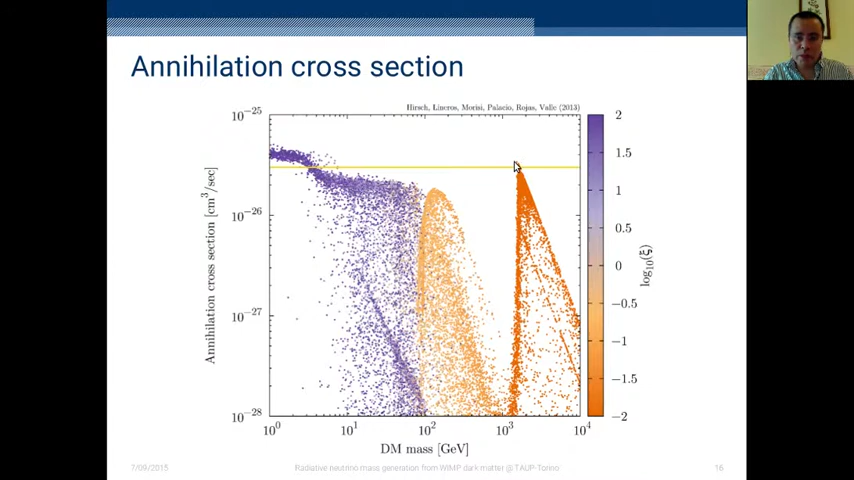 Annihilation cross section
Hirsch, Lineros, Morisi, Palacio, Rojas, Valle (2013)
10^-25
10^-26
10^-27
10^-28
Annihilation cross section [cm^3/sec]
10^0 10^1 10^2 10^3 10^4
DM mass [GeV]
2
1.5
1
0.5
0
−0.5
−1
−1.5
−2
log10(ξ)
7/09/2015 Radiative neutrino mass generation from WIMP dark matter @ TAUP-Torino 16